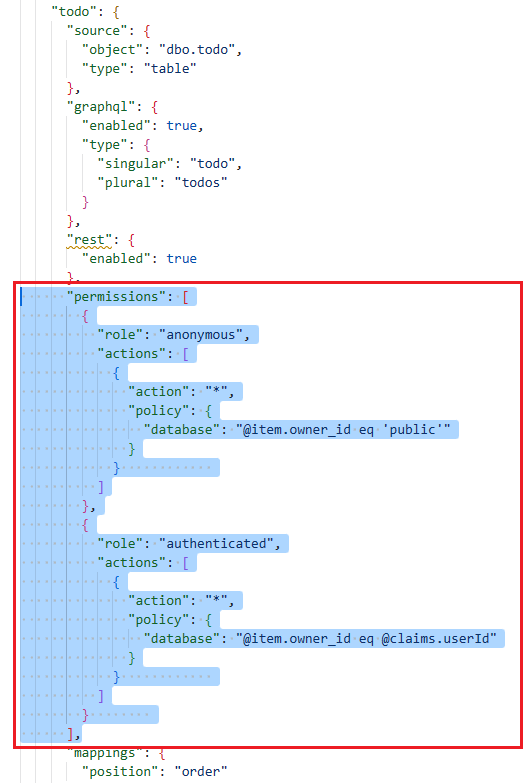 "todo": {
"source": {
"object": "dbo.todo",
"type": "table"
},
"graphql": {
"enabled": true,
"type": {
"singular": "todo",
"plural": "todos"
}
},
"rest": {
"enabled": true
},
"permissions": [
{
"role": "anonymous",
"actions": [
{
"action": "*",
"policy": {
"database": "@item.owner_id eq 'public'"
}
}
]
},
{
"role": "authenticated",
"actions": [
{
"action": "*",
"policy": {
"database": "@item.owner_id eq @claims.userId"
}
}
]
}
],
"mappings": {
"position": "order"